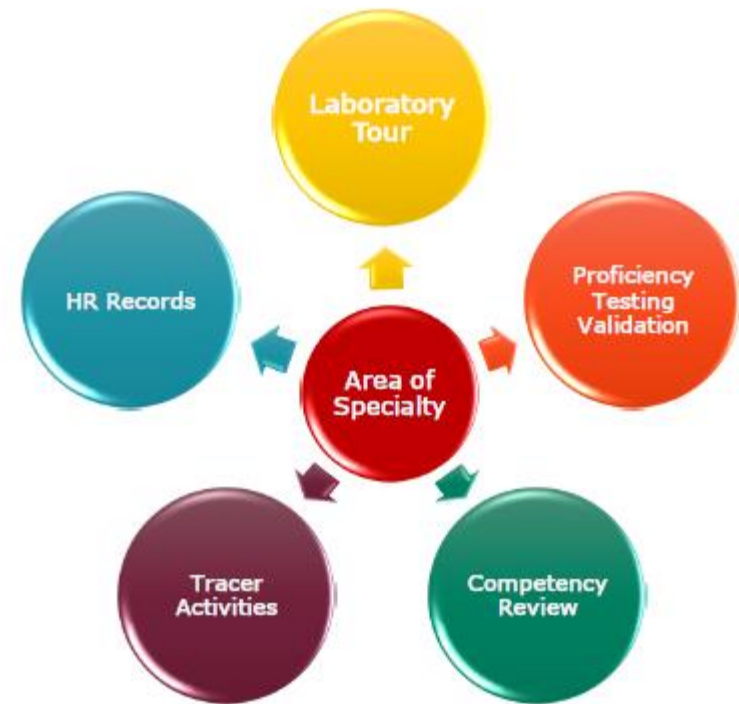 Laboratory
Tour
Proficiency
Testing
Validation
HR Records
Area of
Specialty
Tracer
Activities
Competency
Review